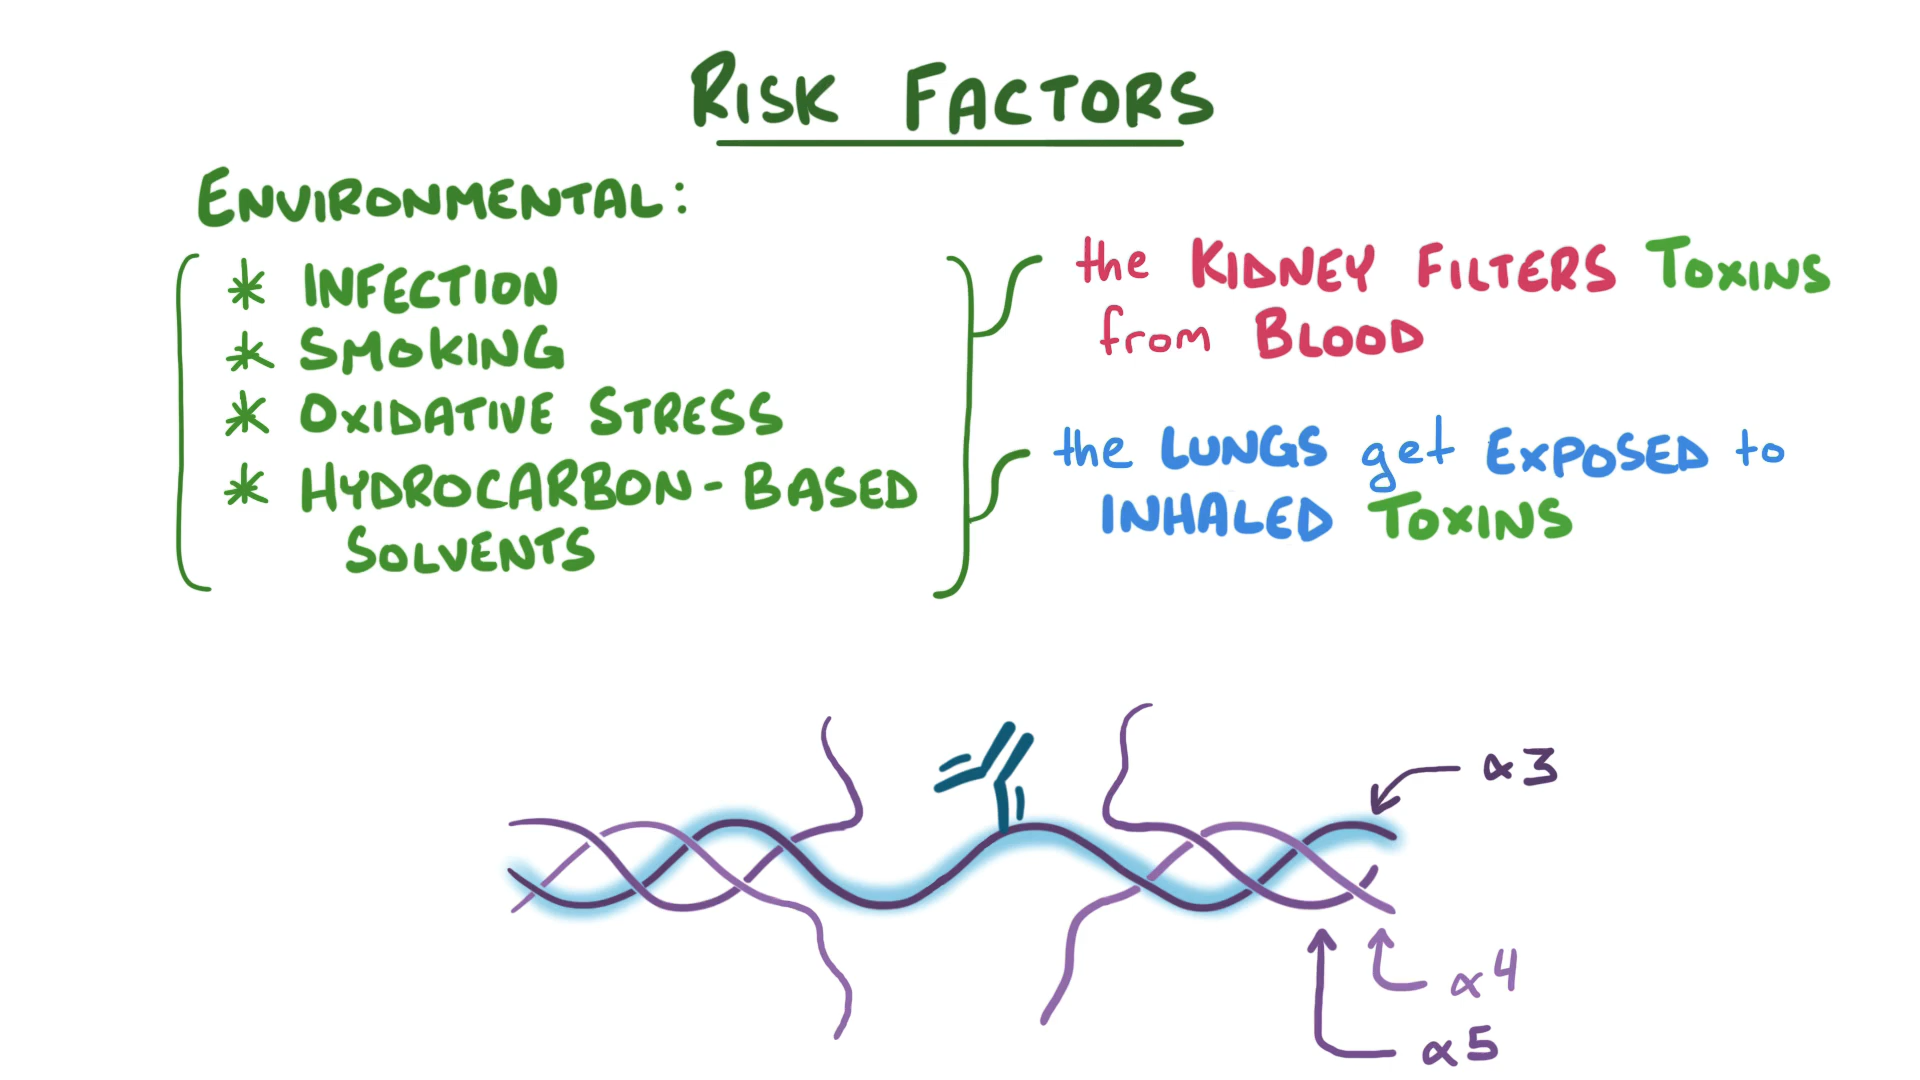 RISK FACTORS
ENVIRONMENTAL:
* INFECTION
* SMOKING
* OXIDATIVE STRESS
* HYDROCARBON-BASED
SOLVENTS
the KIDNEY FILTERS TOXINS
from BLOOD
the LUNGS get EXPOSED to
INHALED TOXINS
α3
α4
α5